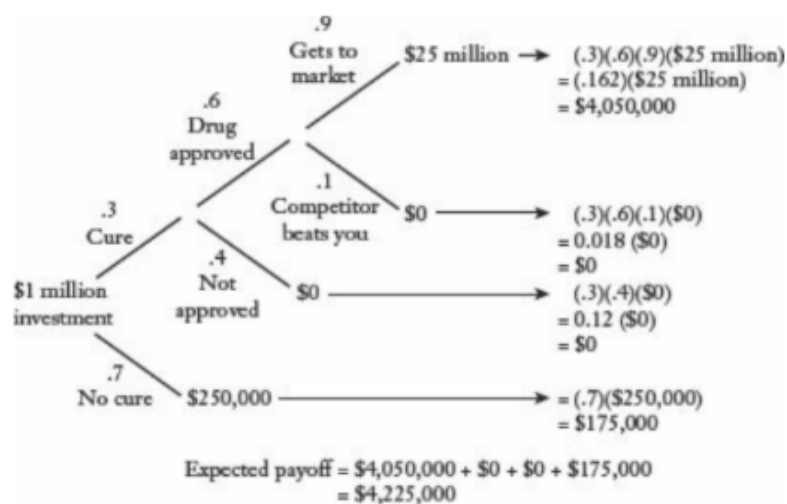 .9
Gets to
market
$25 million
(.3)(.6)(.9)($25 million)
= (.162)($25 million)
= $4,050,000
.6
Drug
approved
.1
Competitor
beats you
$0
(.3)(.6)(.1)($0)
= 0.018 ($0)
= $0
.3
Cure
.4
Not
approved
$0
(.3)(.4)($0)
= 0.12 ($0)
= $0
$1 million
investment
.7
No cure
$250,000
= (.7)($250,000)
= $175,000
Expected payoff = $4,050,000 + $0 + $0 + $175,000
= $4,225,000